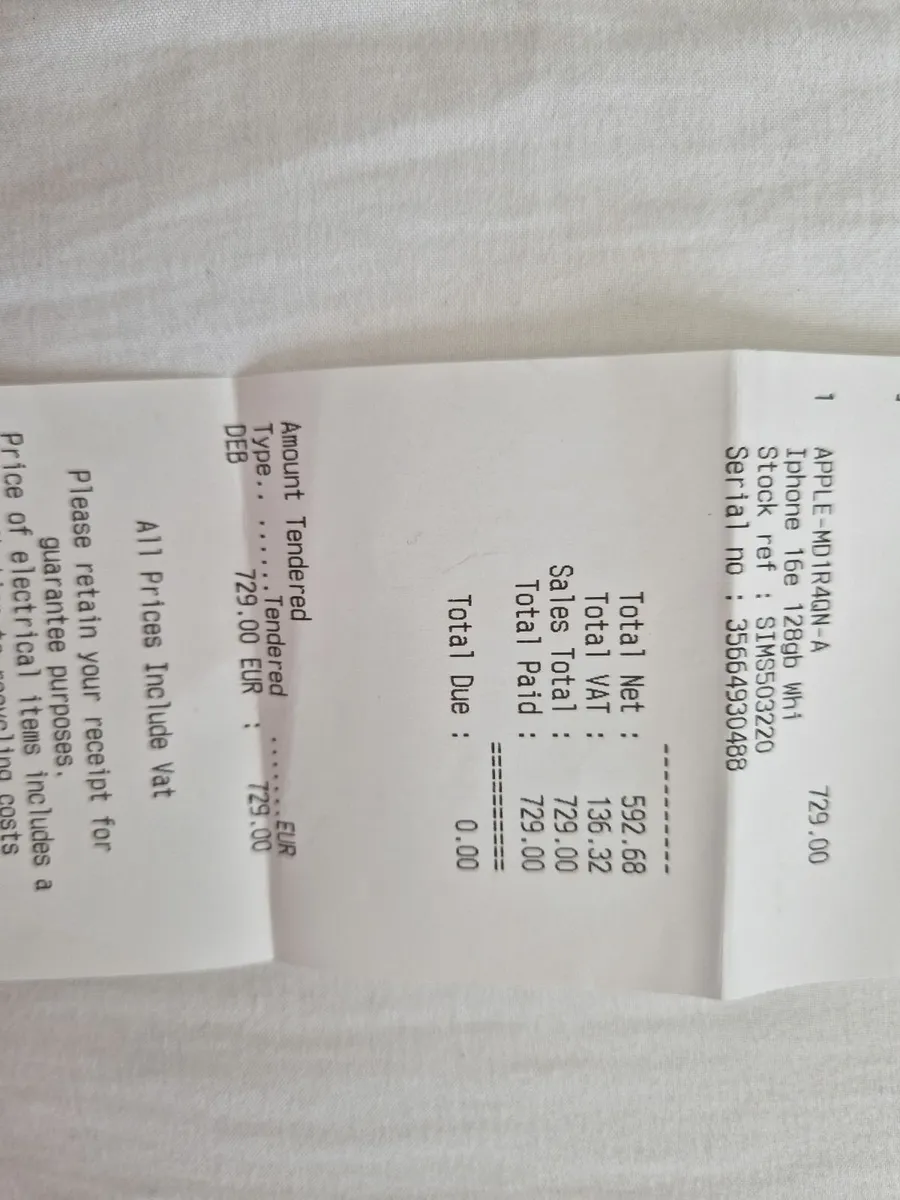 1 APPLE-MD1R4QN-A 729.00
Iphone 16e 128gb Whi
Stock ref : SIMS503220
Serial no : 35664930488
----------
Total Net : 592.68
Total VAT : 136.32
Sales Total : 729.00
Total Paid : 729.00
==========
Total Due : 0.00
Amount Tendered
Type.. ......Tendered .......EUR
DEB 729.00 EUR : 729.00
All Prices Include Vat
Please retain your receipt for
guarantee purposes.
Price of electrical items includes a
recycling costs